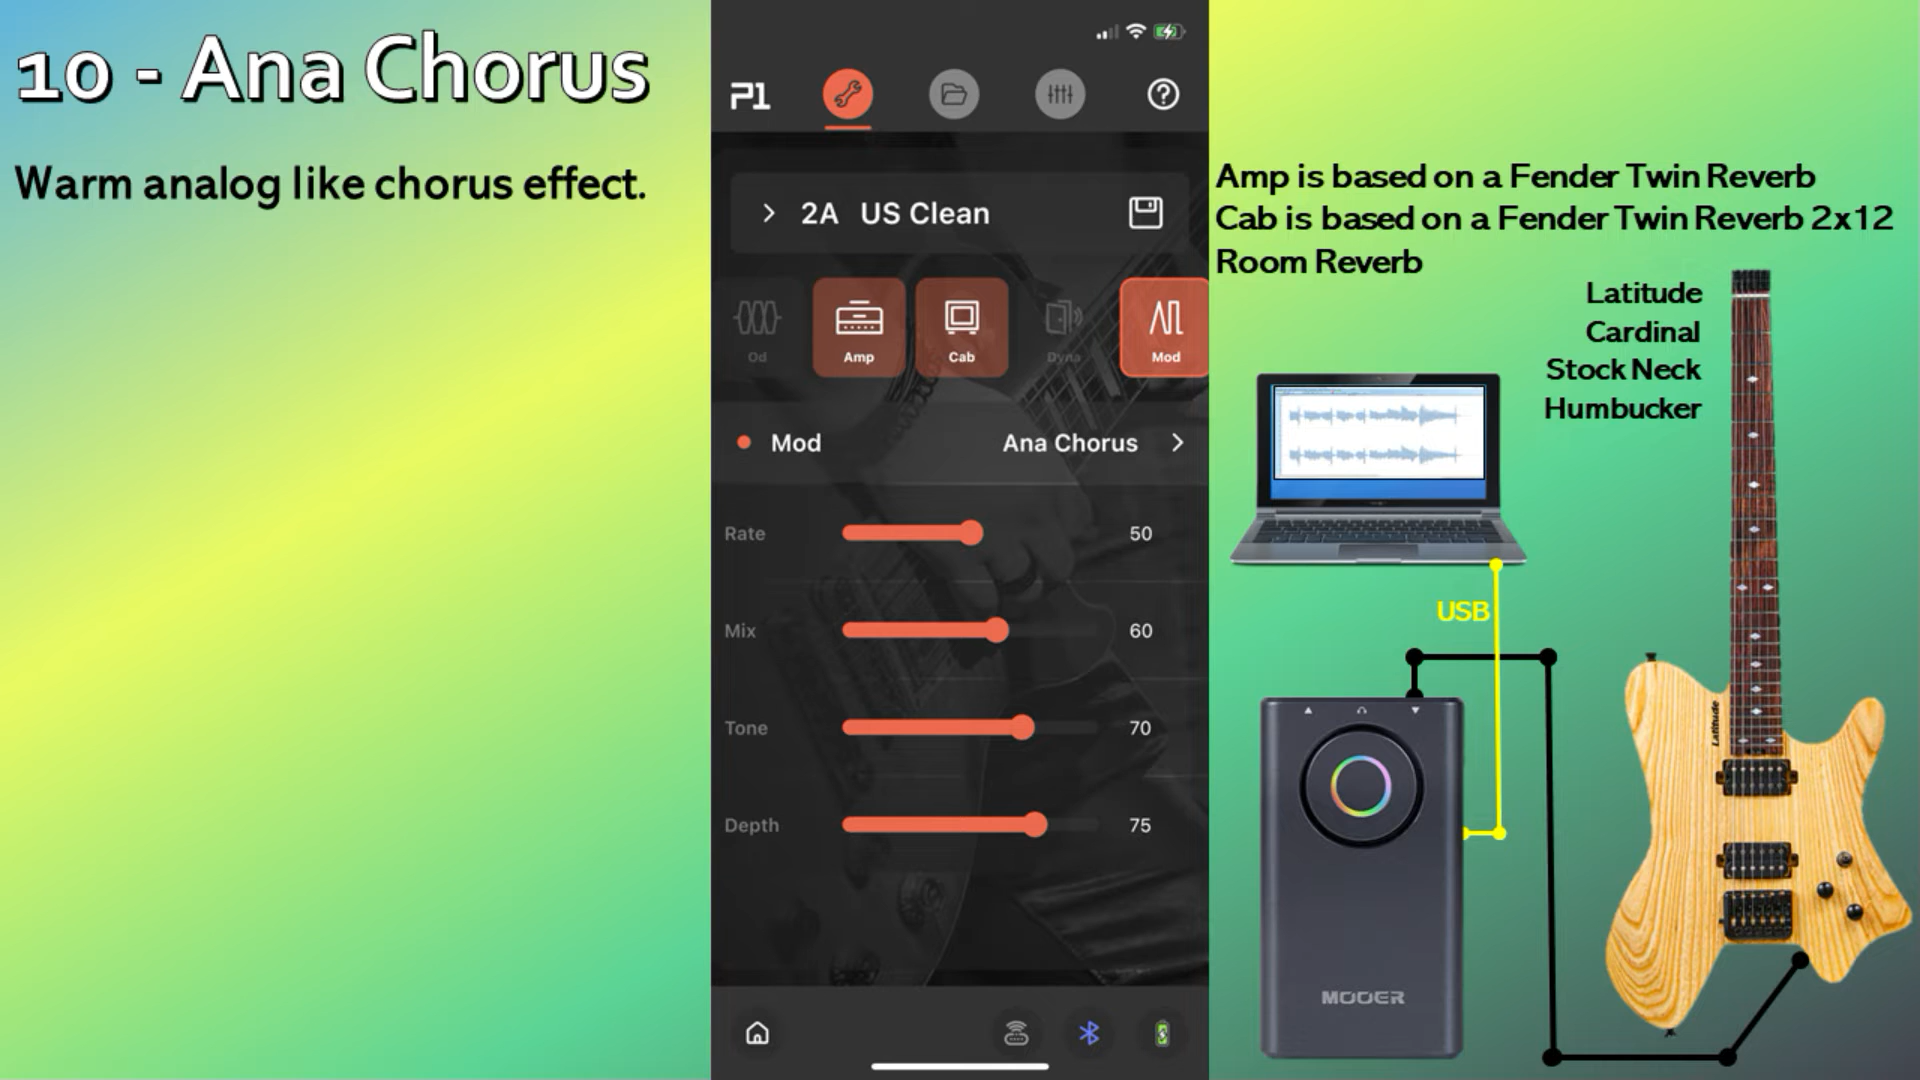 10 - Ana Chorus
Warm analog like chorus effect.
P1
2A US Clean
Od
Amp
Cab
Dyna
Mod
Mod
Ana Chorus
Rate
50
Mix
60
Tone
70
Depth
75
Amp is based on a Fender Twin Reverb
Cab is based on a Fender Twin Reverb 2x12
Room Reverb
Latitude
Cardinal
Stock Neck
Humbucker
USB
Latitude
MOOER